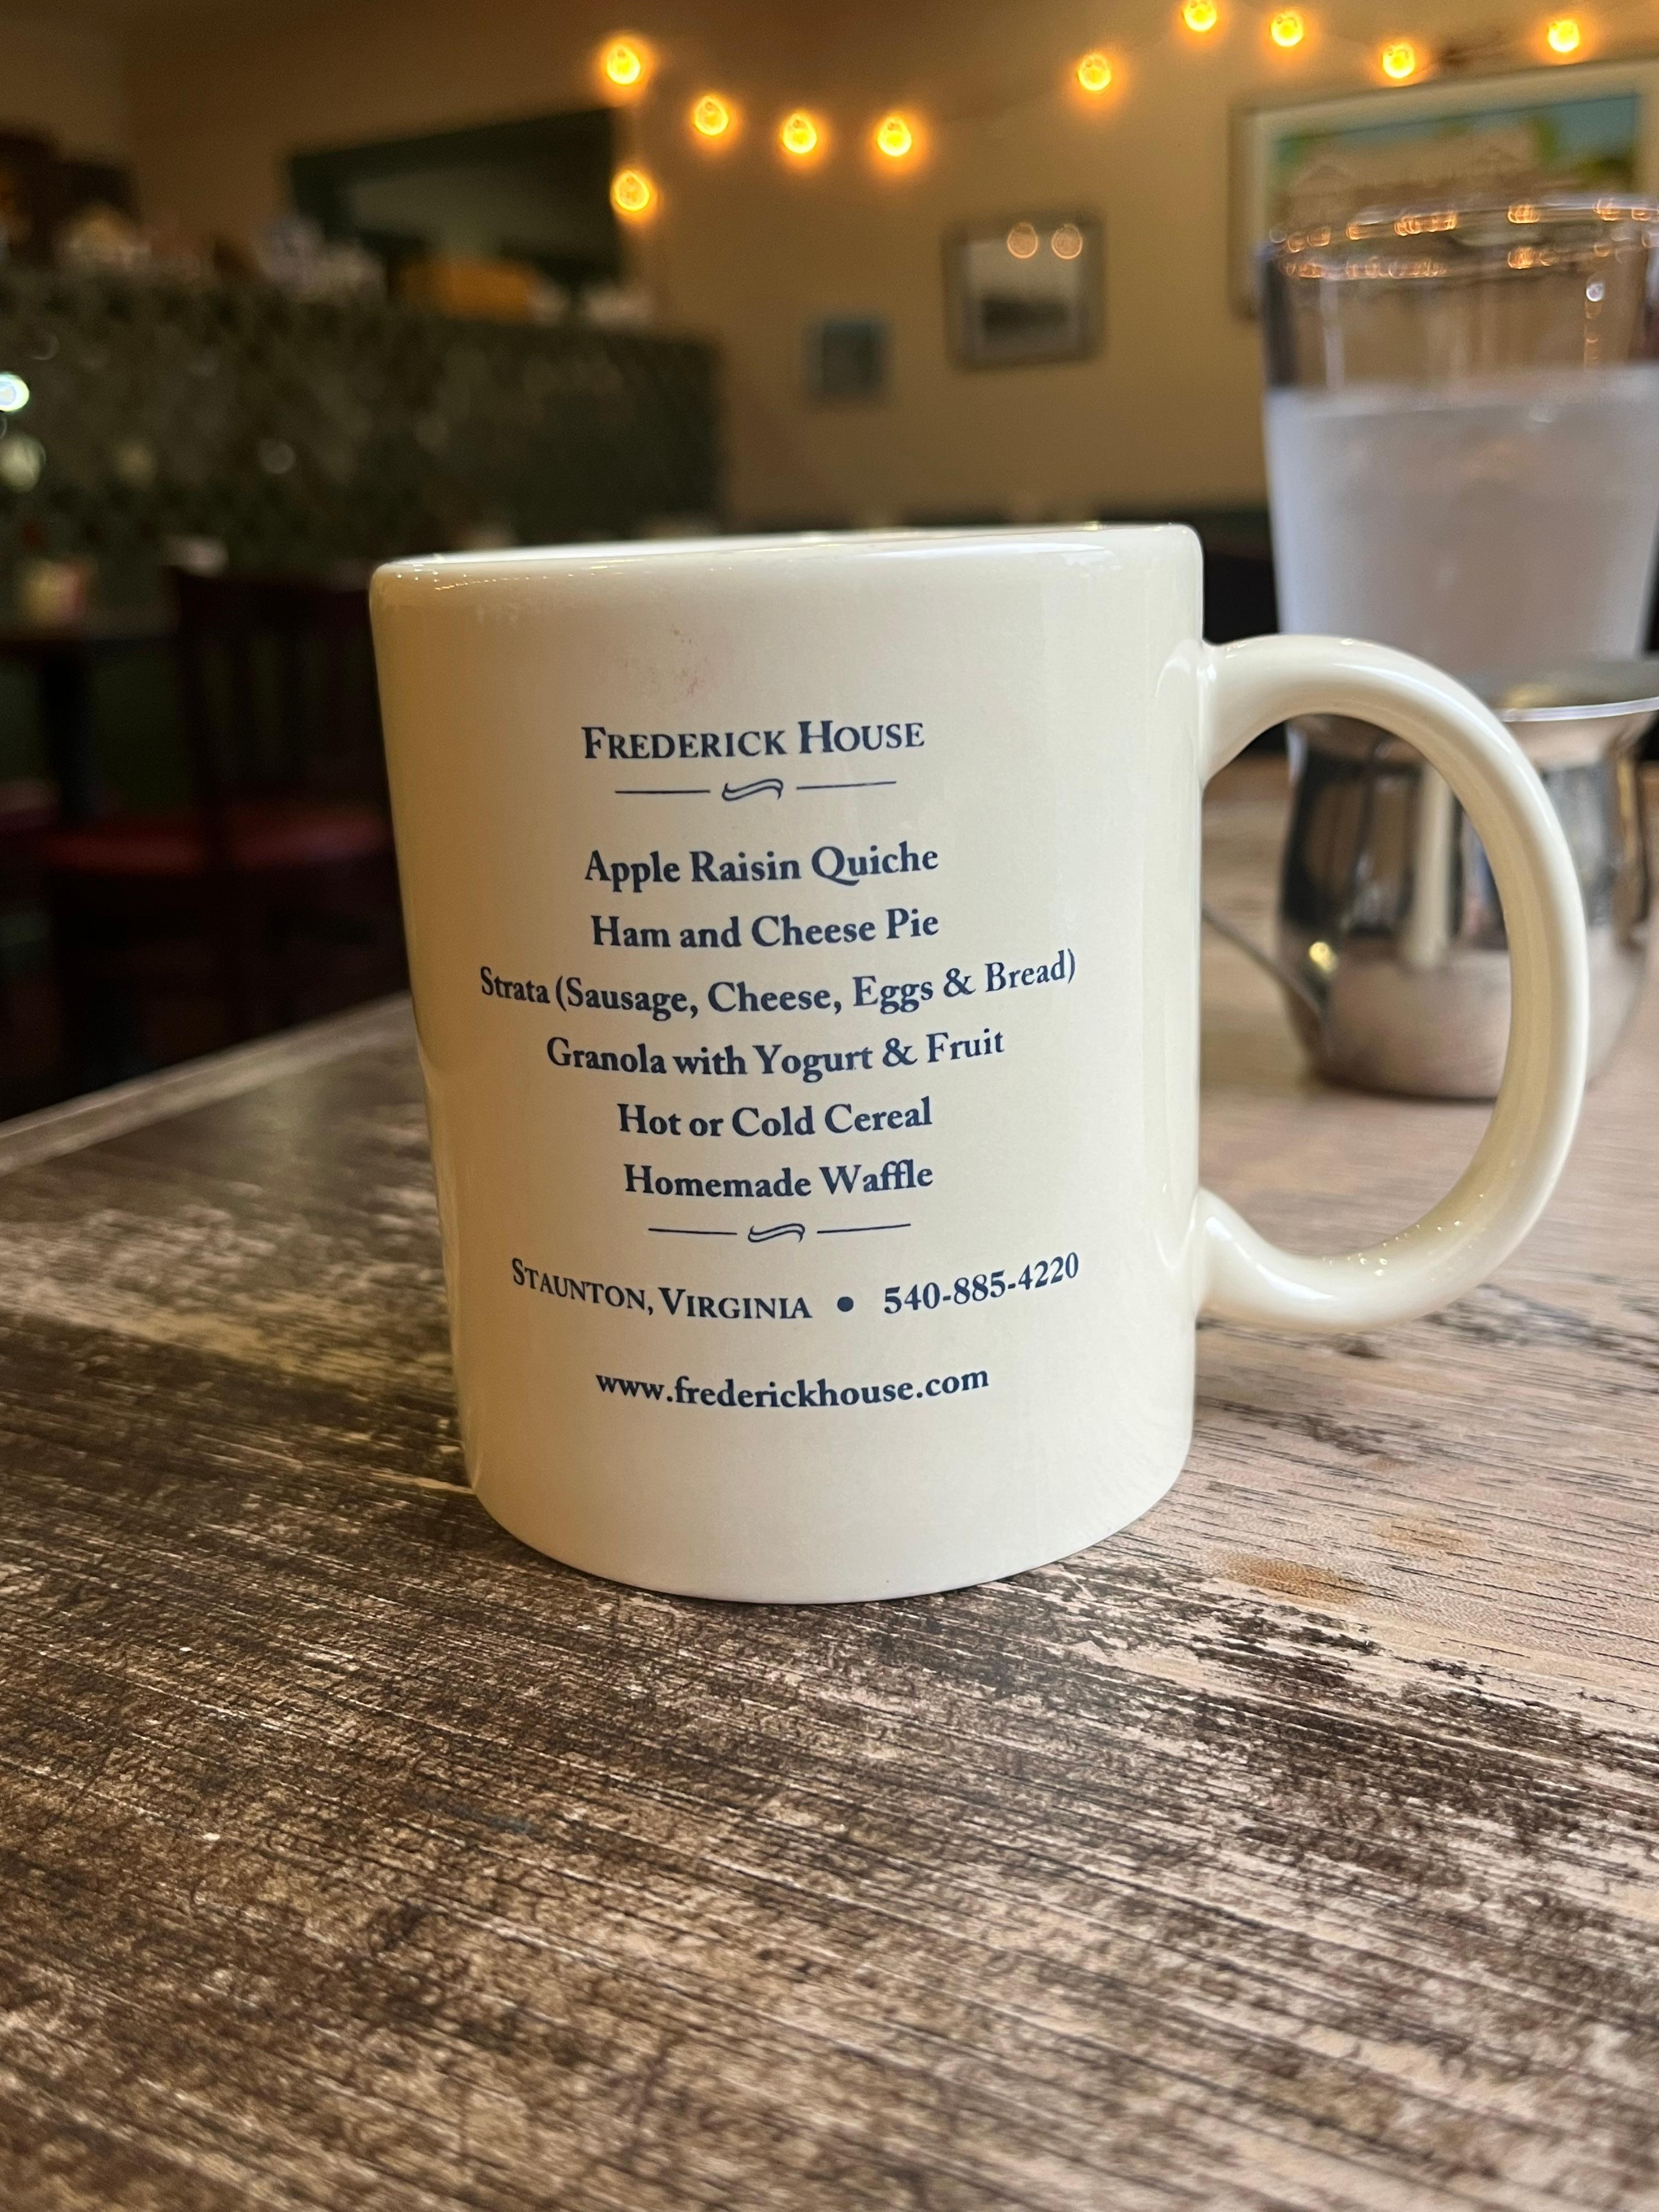 FREDERICK HOUSE
Apple Raisin Quiche
Ham and Cheese Pie
Strata (Sausage, Cheese, Eggs & Bread)
Granola with Yogurt & Fruit
Hot or Cold Cereal
Homemade Waffle
STAUNTON, VIRGINIA • 540-885-4220
www.frederickhouse.com